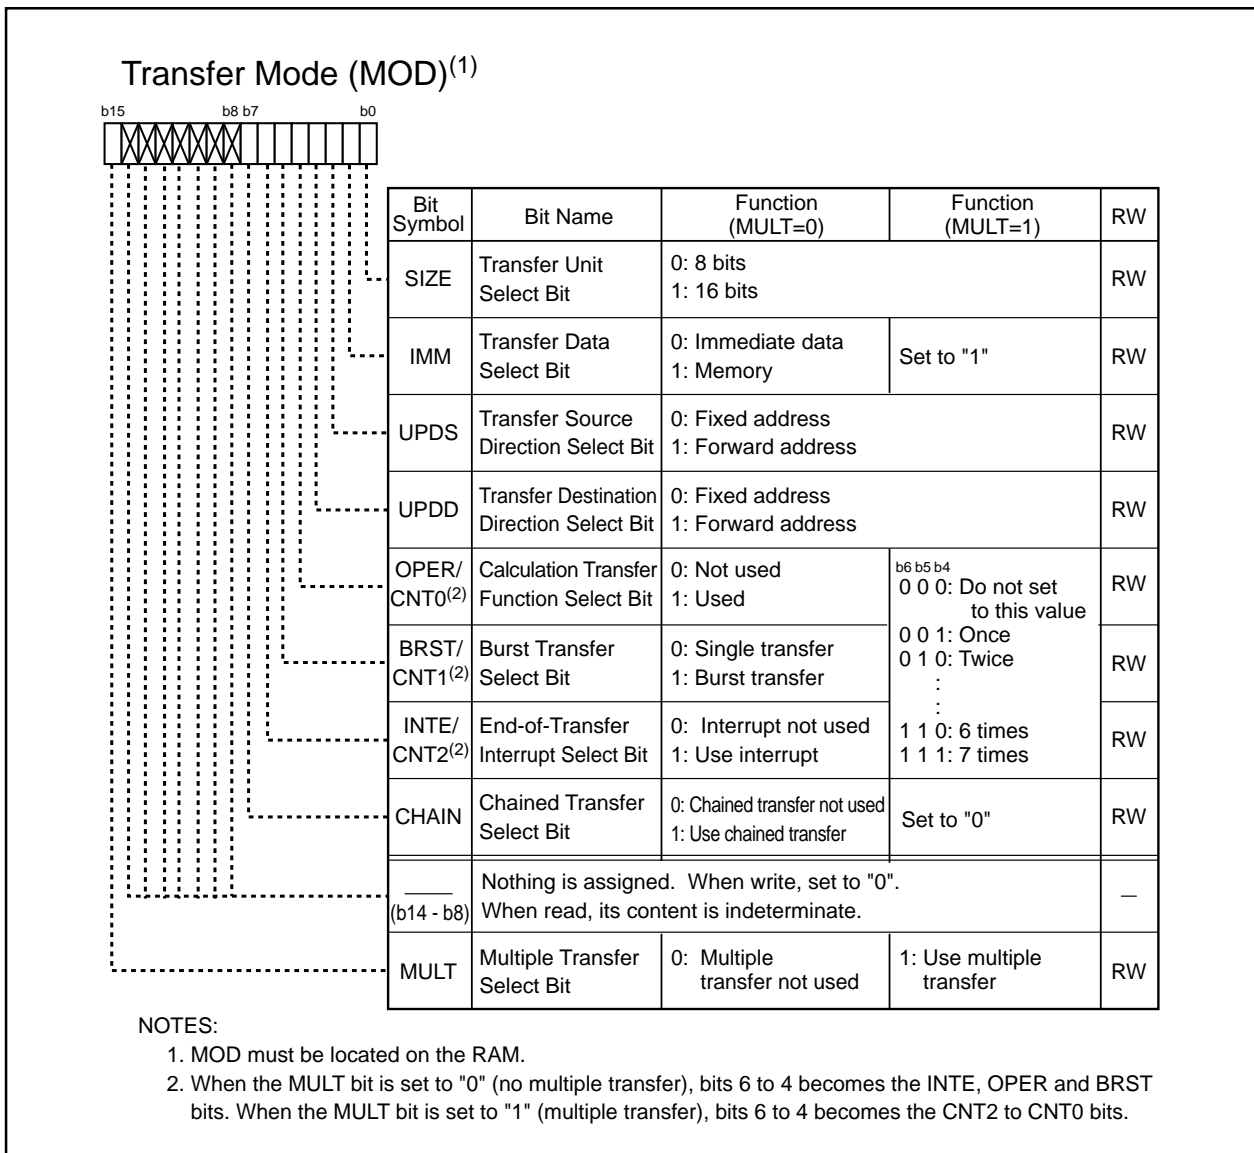 Transfer Mode (MOD)(1)
b15 b8 b7 b0
Bit Symbol Bit Name Function (MULT=0) Function (MULT=1) RW
SIZE Transfer Unit Select Bit 0: 8 bits 1: 16 bits RW
IMM Transfer Data Select Bit 0: Immediate data 1: Memory Set to "1" RW
UPDS Transfer Source Direction Select Bit 0: Fixed address 1: Forward address RW
UPDD Transfer Destination Direction Select Bit 0: Fixed address 1: Forward address RW
OPER/ CNT0(2) Calculation Transfer Function Select Bit 0: Not used 1: Used b6 b5 b4 0 0 0: Do not set to this value RW
BRST/ CNT1(2) Burst Transfer Select Bit 0: Single transfer 1: Burst transfer 0 0 1: Once 0 1 0: Twice : RW
INTE/ CNT2(2) End-of-Transfer Interrupt Select Bit 0: Interrupt not used 1: Use interrupt : 1 1 0: 6 times 1 1 1: 7 times RW
CHAIN Chained Transfer Select Bit 0: Chained transfer not used 1: Use chained transfer Set to "0" RW
(b14 - b8) Nothing is assigned. When write, set to "0". When read, its content is indeterminate. —
MULT Multiple Transfer Select Bit 0: Multiple transfer not used 1: Use multiple transfer RW
NOTES:
1. MOD must be located on the RAM.
2. When the MULT bit is set to "0" (no multiple transfer), bits 6 to 4 becomes the INTE, OPER and BRST
bits. When the MULT bit is set to "1" (multiple transfer), bits 6 to 4 becomes the CNT2 to CNT0 bits.